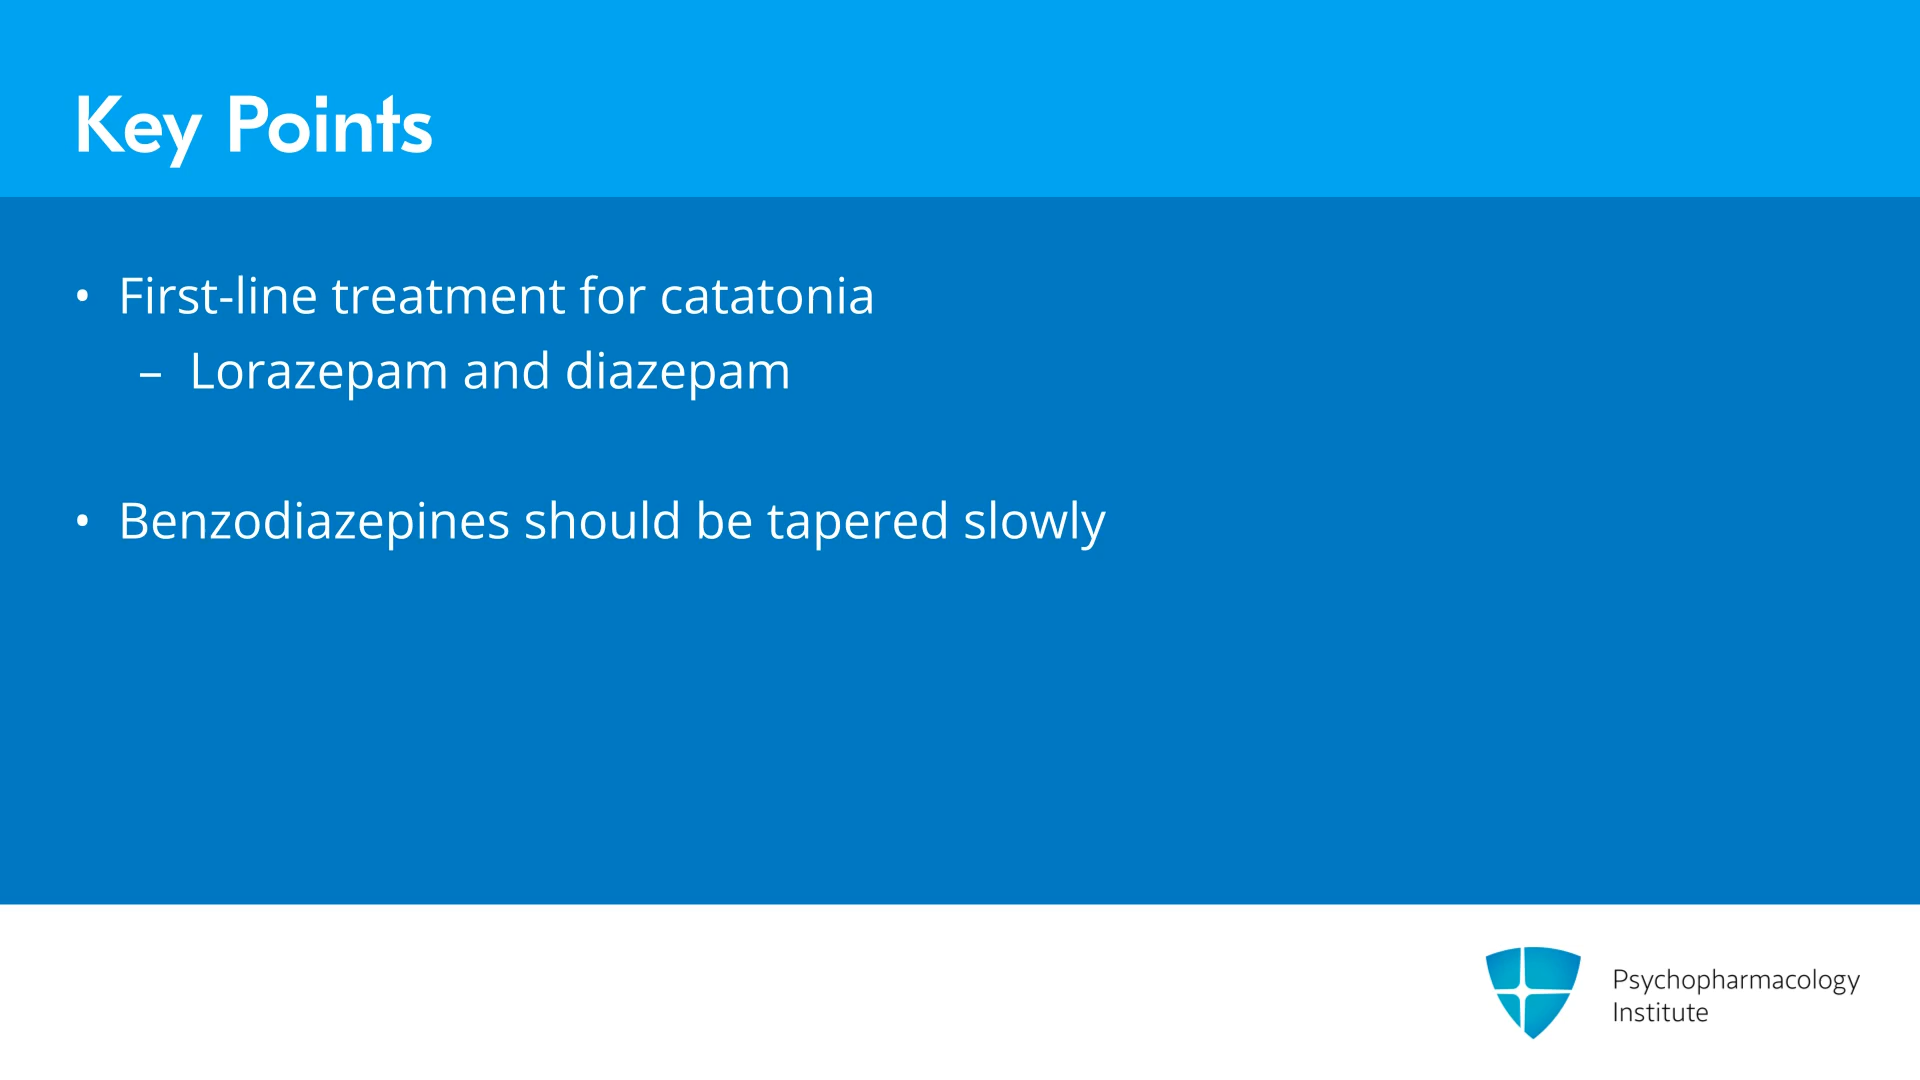 Key Points
• First-line treatment for catatonia
– Lorazepam and diazepam
• Benzodiazepines should be tapered slowly
Psychopharmacology
Institute